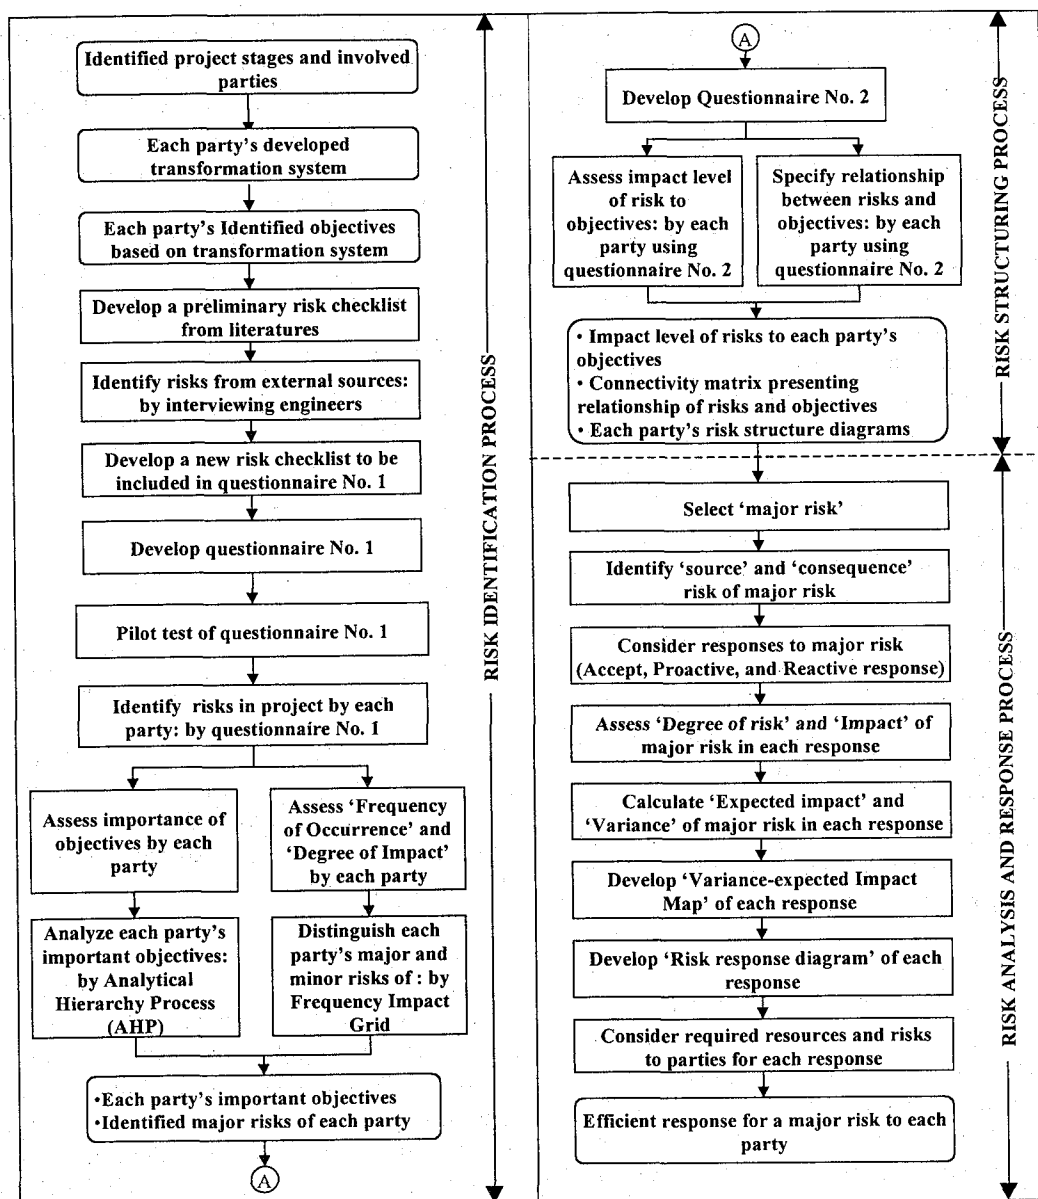 Identified project stages and involved
parties
Each party's developed
transformation system
Each party's Identified objectives
based on transformation system
Develop a preliminary risk checklist
from literatures
Identify risks from external sources:
by interviewing engineers
Develop a new risk checklist to be
included in questionnaire No. 1
Develop questionnaire No. 1
Pilot test of questionnaire No. 1
Identify risks in project by each
party: by questionnaire No. 1
Assess importance of
objectives by each
party
Assess ‘Frequency
of Occurrence’ and
‘Degree of Impact’
by each party
Analyze each party's
important objectives:
by Analytical
Hierarchy Process
(AHP)
Distinguish each
party's major and
minor risks of : by
Frequency Impact
Grid
•Each party's important objectives
•Identified major risks of each party
A
RISK IDENTIFICATION PROCESS
A
Develop Questionnaire No. 2
Assess impact level
of risk to
objectives: by each
party using
questionnaire No. 2
Specify relationship
between risks and
objectives: by each
party using
questionnaire No. 2
• Impact level of risks to each party's
objectives
• Connectivity matrix presenting
relationship of risks and objectives
• Each party's risk structure diagrams
RISK STRUCTURING PROCESS
Select ‘major risk’
Identify ‘source’ and ‘consequence’
risk of major risk
Consider responses to major risk
(Accept, Proactive, and Reactive response)
Assess ‘Degree of risk’ and ‘Impact’ of
major risk in each response
Calculate ‘Expected impact’ and
‘Variance’ of major risk in each response
Develop ‘Variance-expected Impact
Map’ of each response
Develop ‘Risk response diagram’ of each
response
Consider required resources and risks
to parties for each response
Efficient response for a major risk to each
party
RISK ANALYSIS AND RESPONSE PROCESS